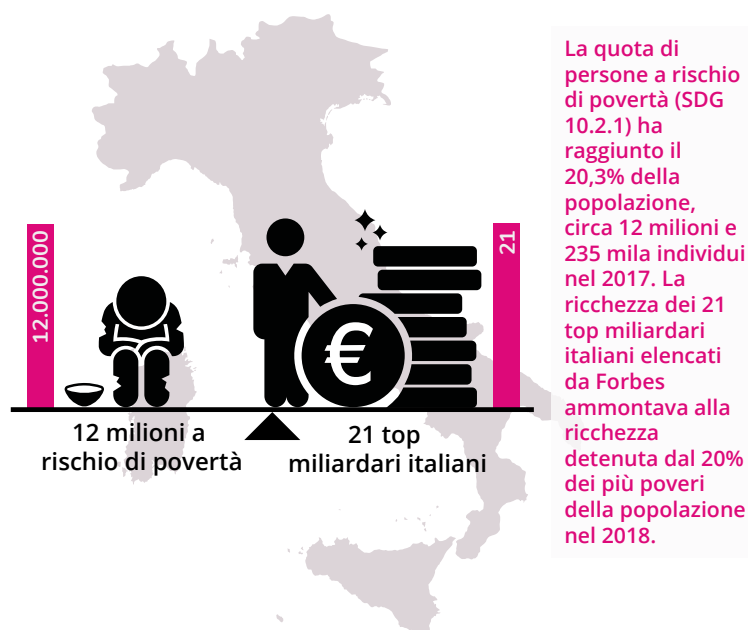 La quota di
persone a rischio
di povertà (SDG
10.2.1) ha
raggiunto il
20,3% della
popolazione,
circa 12 milioni e
235 mila individui
nel 2017. La
ricchezza dei 21
top miliardari
italiani elencati
da Forbes
ammontava alla
ricchezza
detenuta dal 20%
dei più poveri
della popolazione
nel 2018.
12.000.000
21
€
12 milioni a
rischio di povertà
21 top
miliardari italiani